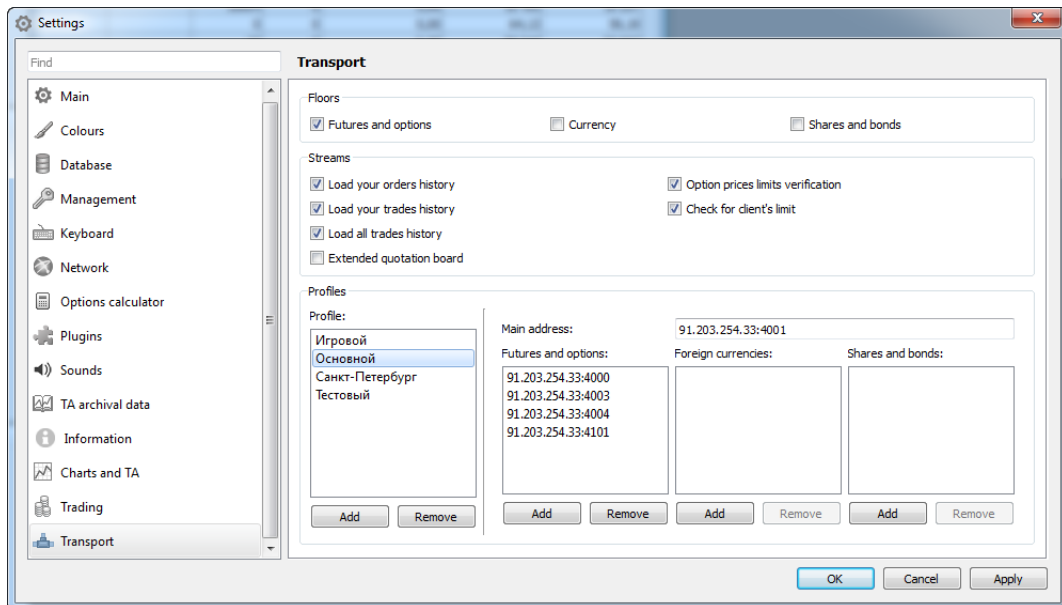 Settings
Find
Main
Colours
Database
Management
Keyboard
Network
Options calculator
Plugins
Sounds
TA archival data
Information
Charts and TA
Trading
Transport
Transport
Floors
Futures and options
Currency
Shares and bonds
Streams
Load your orders history
Option prices limits verification
Load your trades history
Check for client's limit
Load all trades history
Extended quotation board
Profiles
Profile:
Игровой
Основной
Санкт-Петербург
Тестовый
Add Remove
Main address: 91.203.254.33:4001
Futures and options:
91.203.254.33:4000
91.203.254.33:4003
91.203.254.33:4004
91.203.254.33:4101
Add Remove
Foreign currencies:
Add Remove
Shares and bonds:
Add Remove
OK Cancel Apply